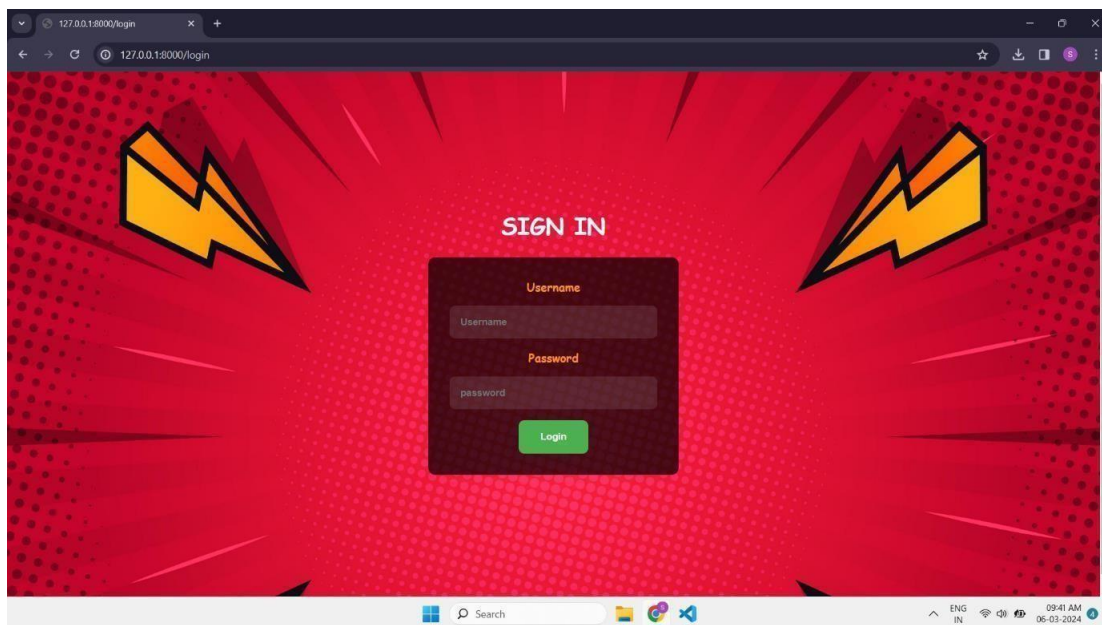 127.0.0.1:8000/login
127.0.0.1:8000/login
S
SIGN IN
Username
Username
Password
password
Login
Search
S
ENG
IN
09:41 AM
06-03-2024
4